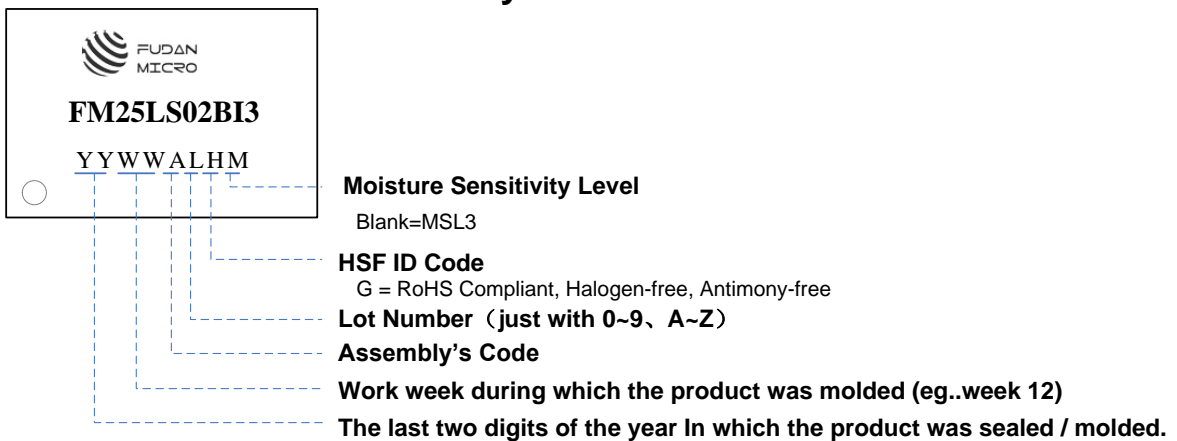 FUDAN
MICRO
FM25LS02BI3
YYWWALHM
Moisture Sensitivity Level
Blank=MSL3
HSF ID Code
G = RoHS Compliant, Halogen-free, Antimony-free
Lot Number（just with 0~9、A~Z）
Assembly's Code
Work week during which the product was molded (eg..week 12)
The last two digits of the year In which the product was sealed / molded.